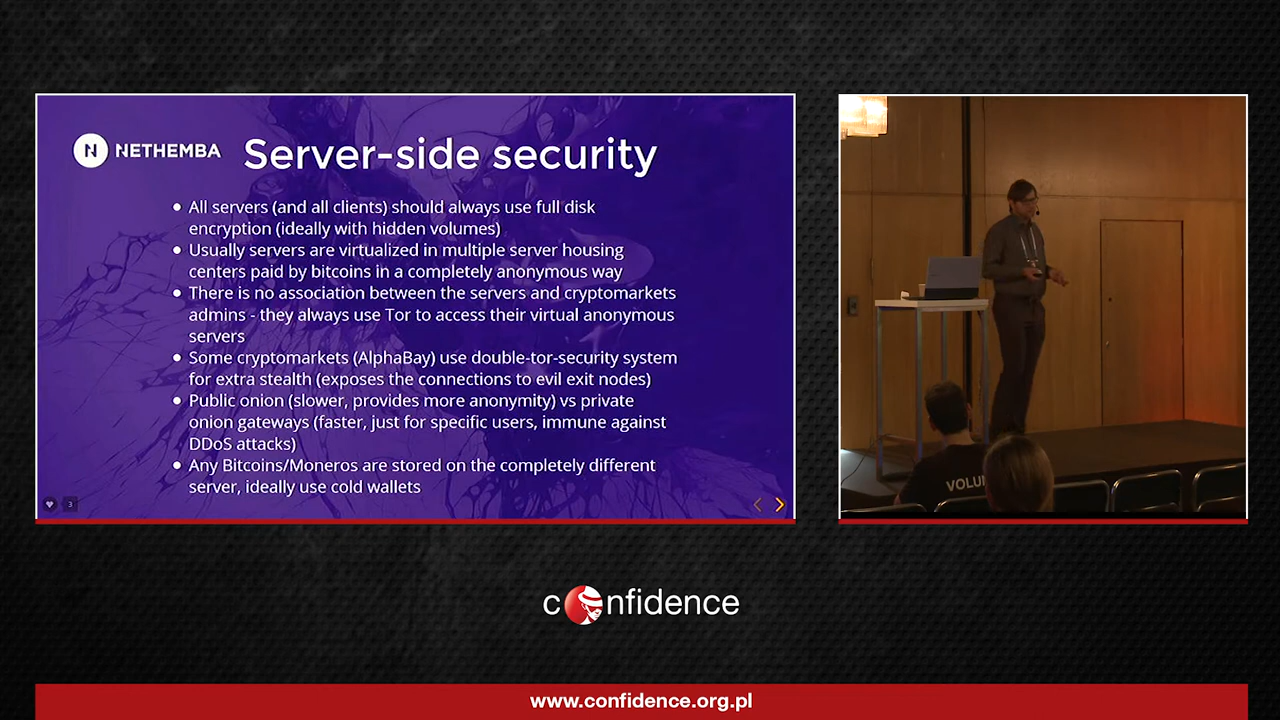 N NETHEMBA
Server-side security
• All servers (and all clients) should always use full disk
encryption (ideally with hidden volumes)
• Usually servers are virtualized in multiple server housing
centers paid by bitcoins in a completely anonymous way
• There is no association between the servers and cryptomarkets
admins - they always use Tor to access their virtual anonymous
servers
• Some cryptomarkets (AlphaBay) use double-tor-security system
for extra stealth (exposes the connections to evil exit nodes)
• Public onion (slower, provides more anonymity) vs private
onion gateways (faster, just for specific users, immune against
DDoS attacks)
• Any Bitcoins/Moneros are stored on the completely different
server, ideally use cold wallets
3
VOLU
confidence
www.confidence.org.pl